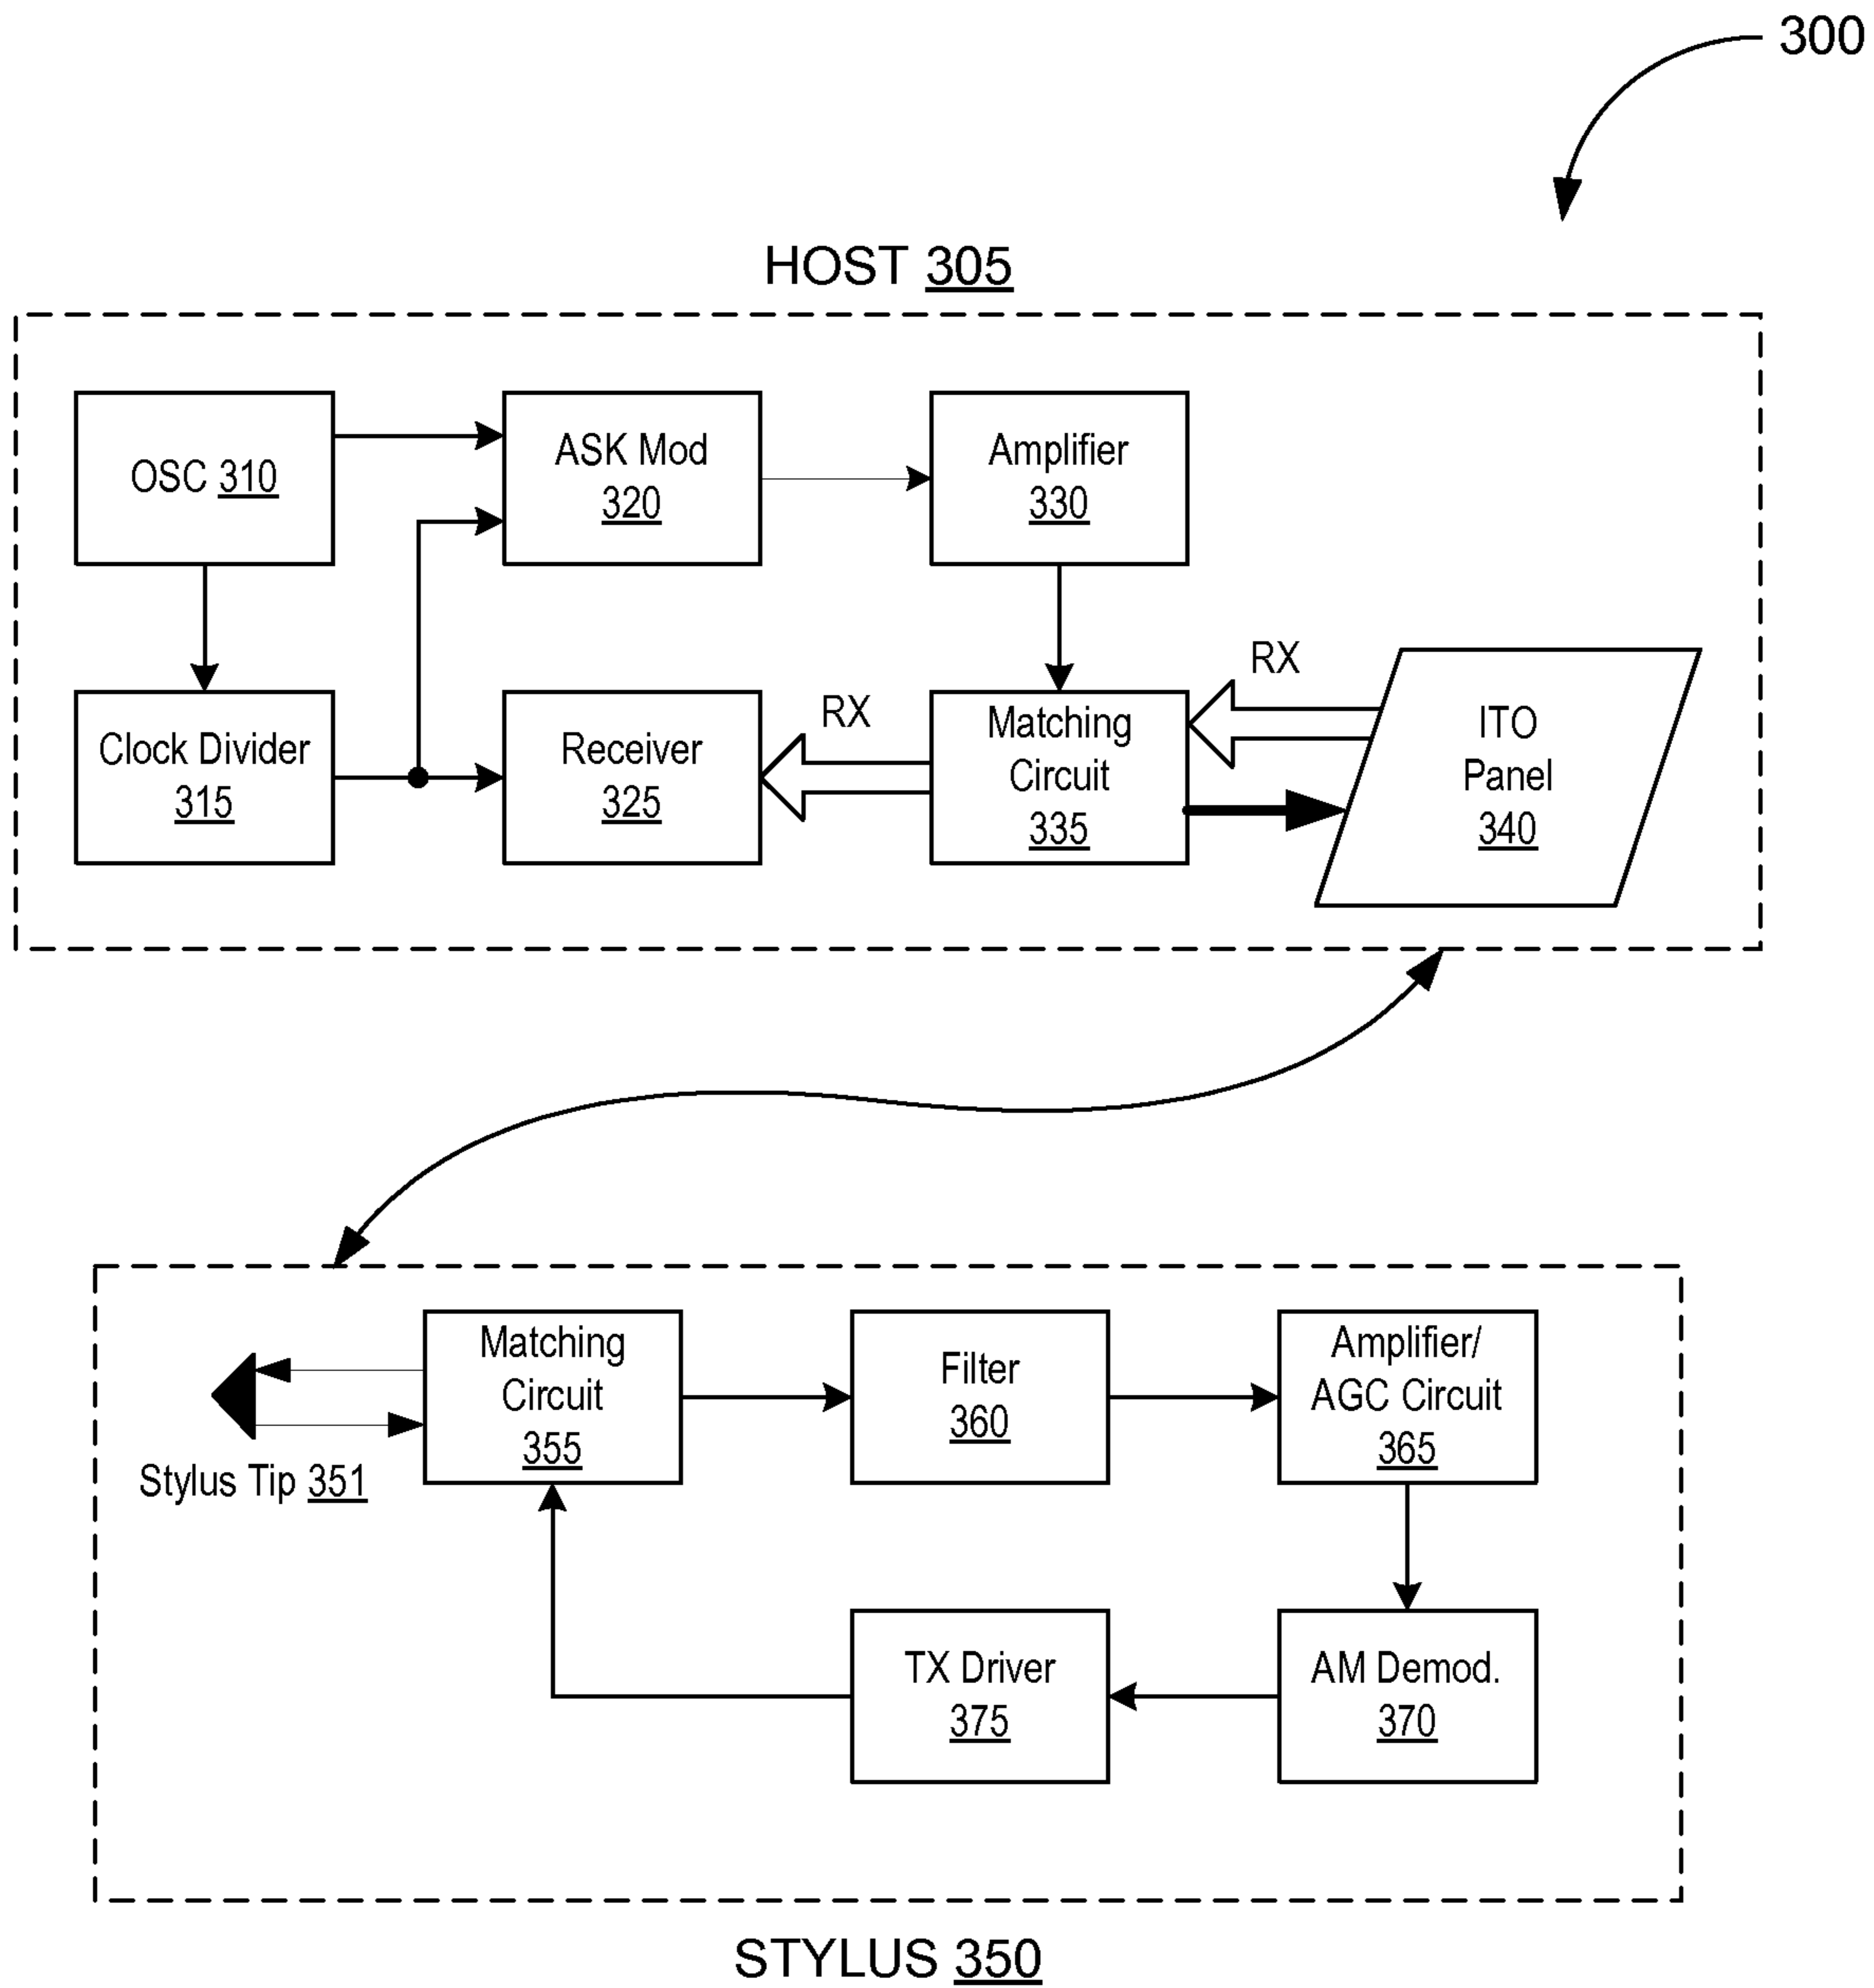 300
HOST 305
OSC 310
ASK Mod
320
Amplifier
330
Clock Divider
315
Receiver
325
RX
Matching
Circuit
335
RX
ITO
Panel
340
Matching
Circuit
355
Filter
360
Amplifier/
AGC Circuit
365
Stylus Tip 351
TX Driver
375
AM Demod.
370
STYLUS 350